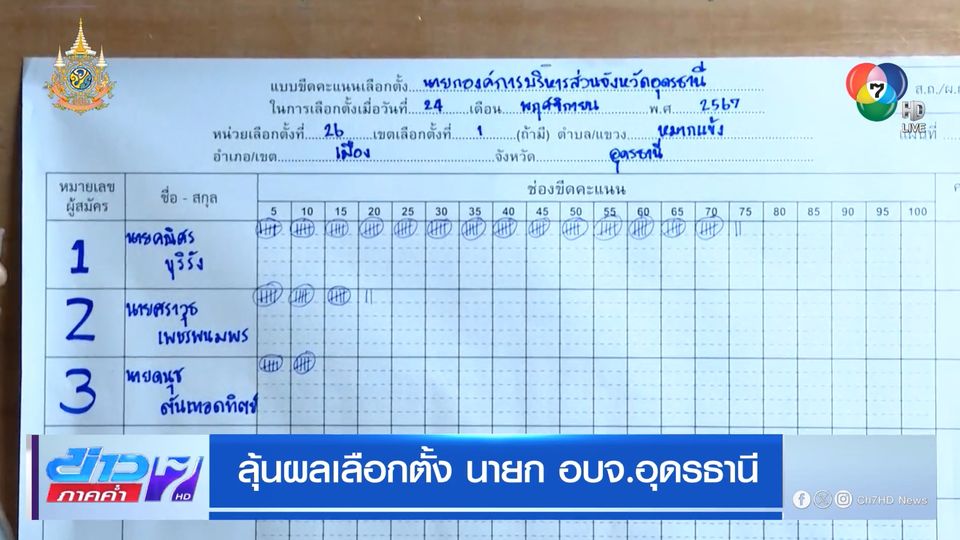 แบบขีดคะแนนเลือกตั้ง นายกองค์การบริหารส่วนจังหวัดอุดรธานี
ในการเลือกตั้งเมื่อวันที่ 24 เดือน พฤศจิกายน พ.ศ 2567
หน่วยเลือกตั้งที่ 26 เขตเลือกตั้งที่ 1 (ถ้ามี) ตำบล/แขวง หมากแข้ง
อำเภอ/เขต เมือง จังหวัด อุดรธานี
ส.ถ./ผ.ถ
7
HD
LIVE
แผ่นที่
หมายเลข
ผู้สมัคร
ชื่อ - สกุล
ช่องขีดคะแนน
5 10 15 20 25 30 35 40 45 50 55 60 65 70 75 80 85 90 95 100
1 นายคณิศร
ขุริรัง
2 นายศราวุธ
เพชรพนมพร
3 นายดนุช
ตันเทอดทิตย์
ข่าว 7 HD
ภาคค่ำ
ลุ้นผลเลือกตั้ง นายก อบจ.อุดรธานี
Ch7HD News